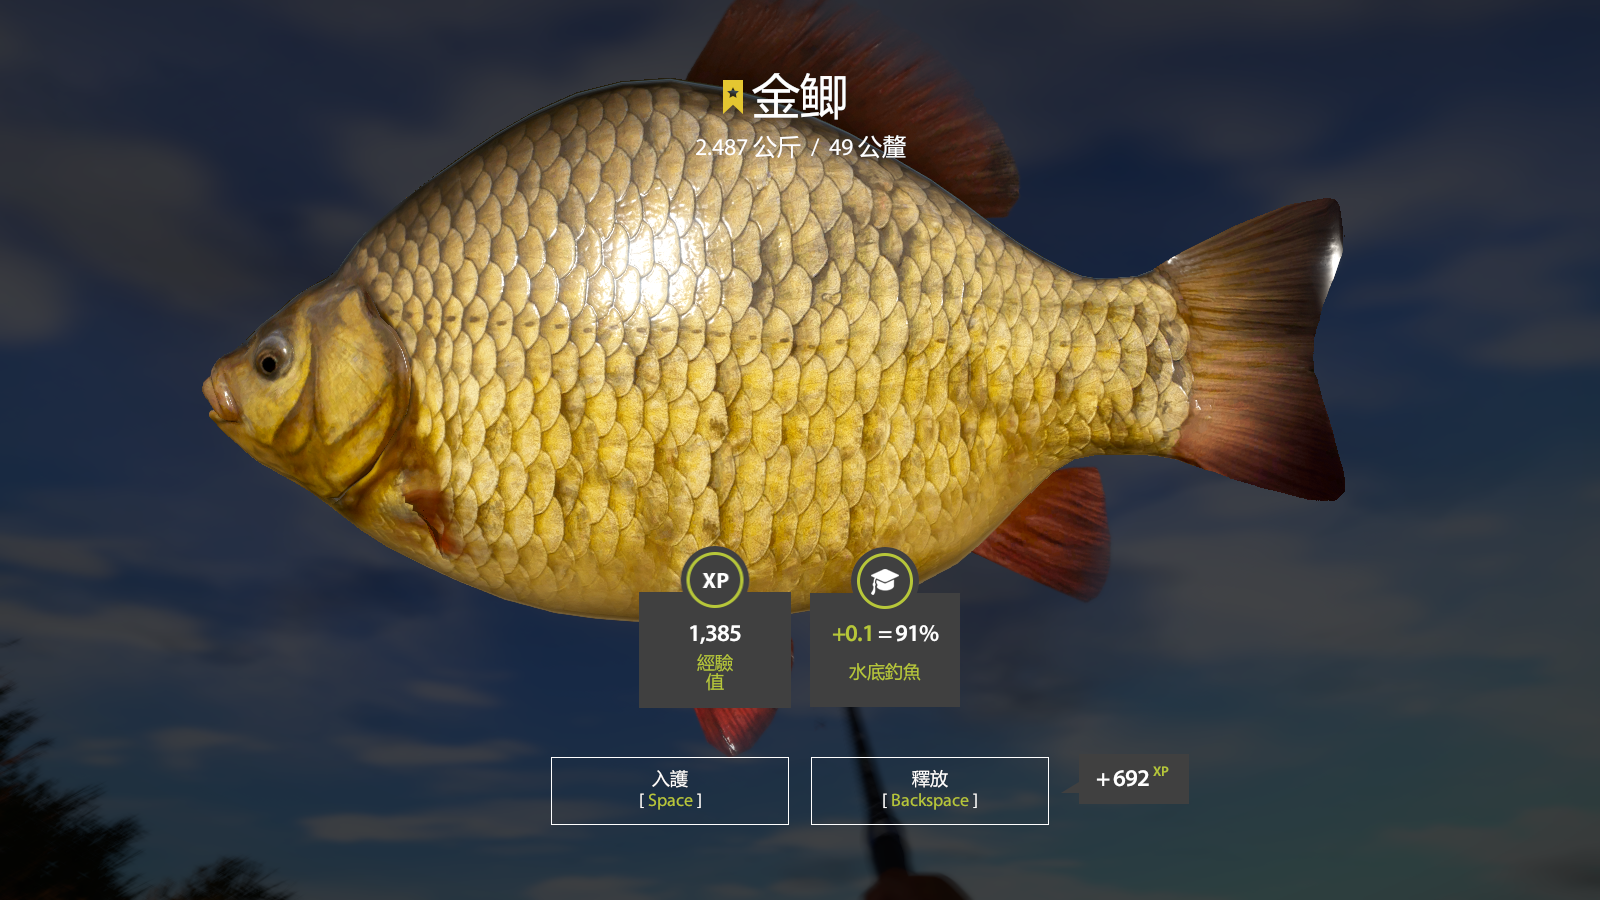 金鯽
2.487 公斤 / 49 公釐
XP
1,385
經驗
值
+0.1 = 91%
水底釣魚
入護
[ Space ]
釋放
[ Backspace ]
+ 692 XP